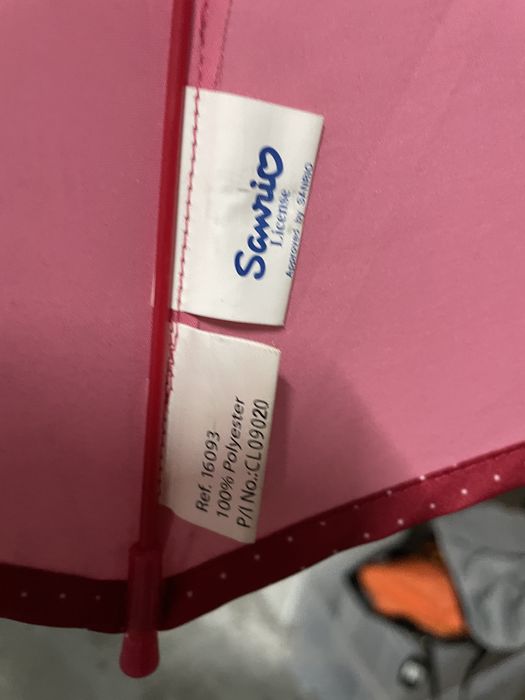 Sanrio
License
Approved by SANRIO
Ref. 16093
100% Polyester
P/I No.:CL09020